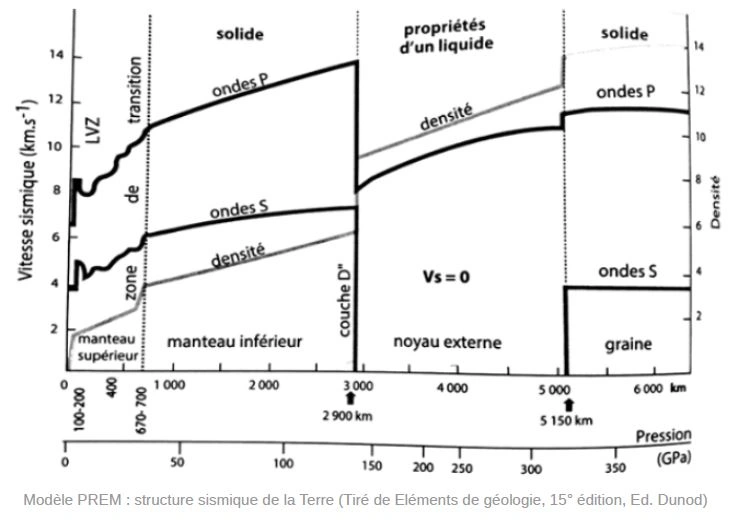 solide
propriétés
d'un liquide
solide
14
12
10
8
6
4
2
Vitesse sismique (km.s⁻¹)
LVZ
zone de transition
ondes P
ondes S
densité
couche D"
densité
Vs = 0
ondes P
ondes S
14
12
10
8
6
4
2
Densité
manteau
supérieur
manteau inférieur
noyau externe
graine
0
100-200
400
670-700
1 000
2 000
3 000
4 000
5 000
6 000 km
2 900 km
5 150 km
Pression
(GPa)
0
50
100
150
200
250
300
350
Modèle PREM : structure sismique de la Terre (Tiré de Eléments de géologie, 15° édition, Ed. Dunod)